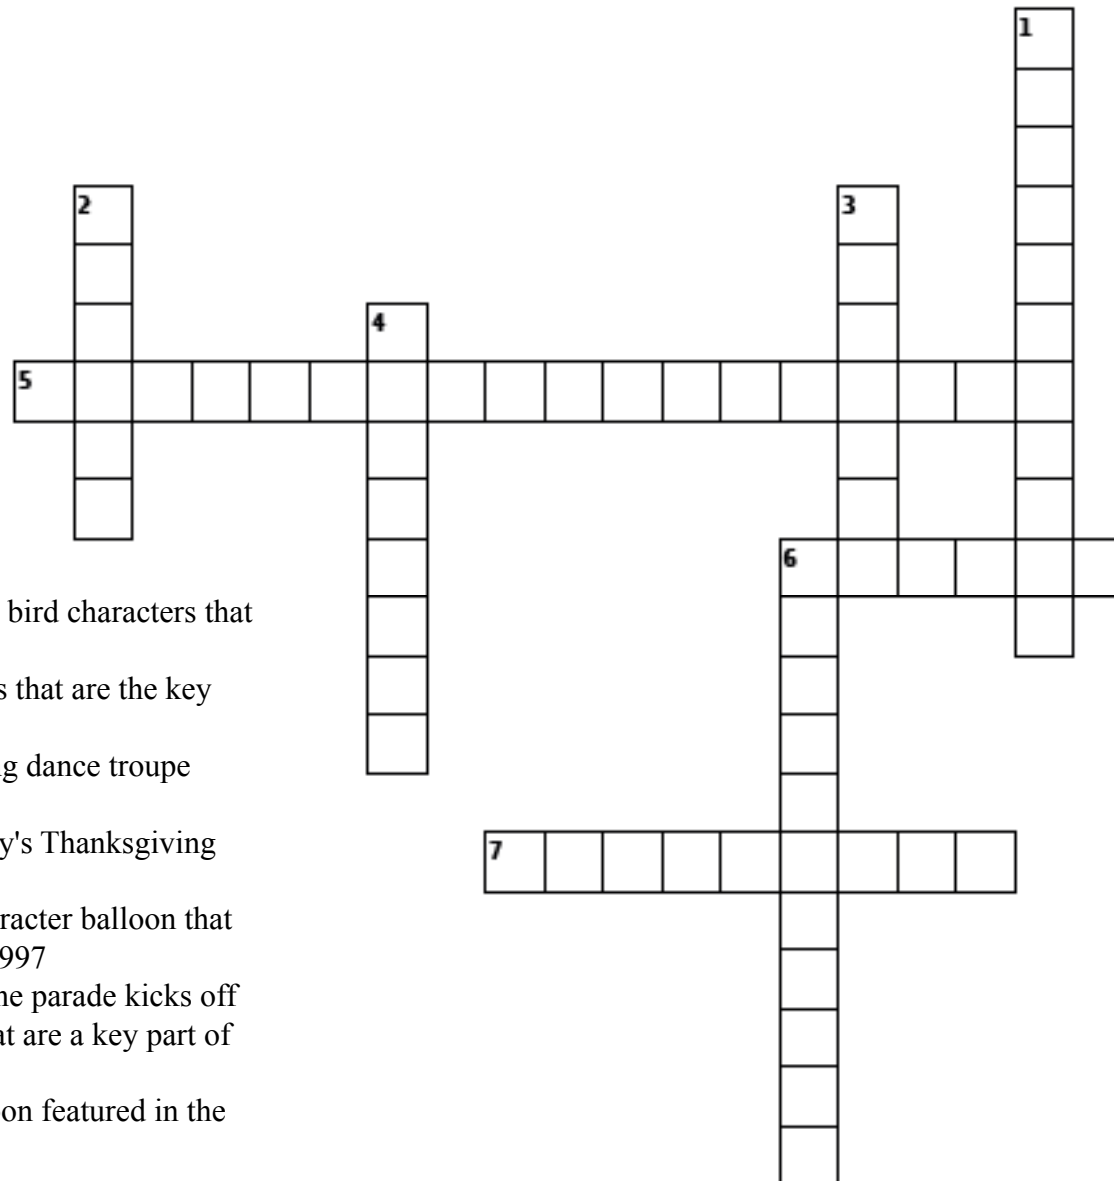 1
2
3
4
5
6
bird characters that
s that are the key
g dance troupe
y's Thanksgiving
7
racter balloon that
997
ne parade kicks off
at are a key part of
on featured in the